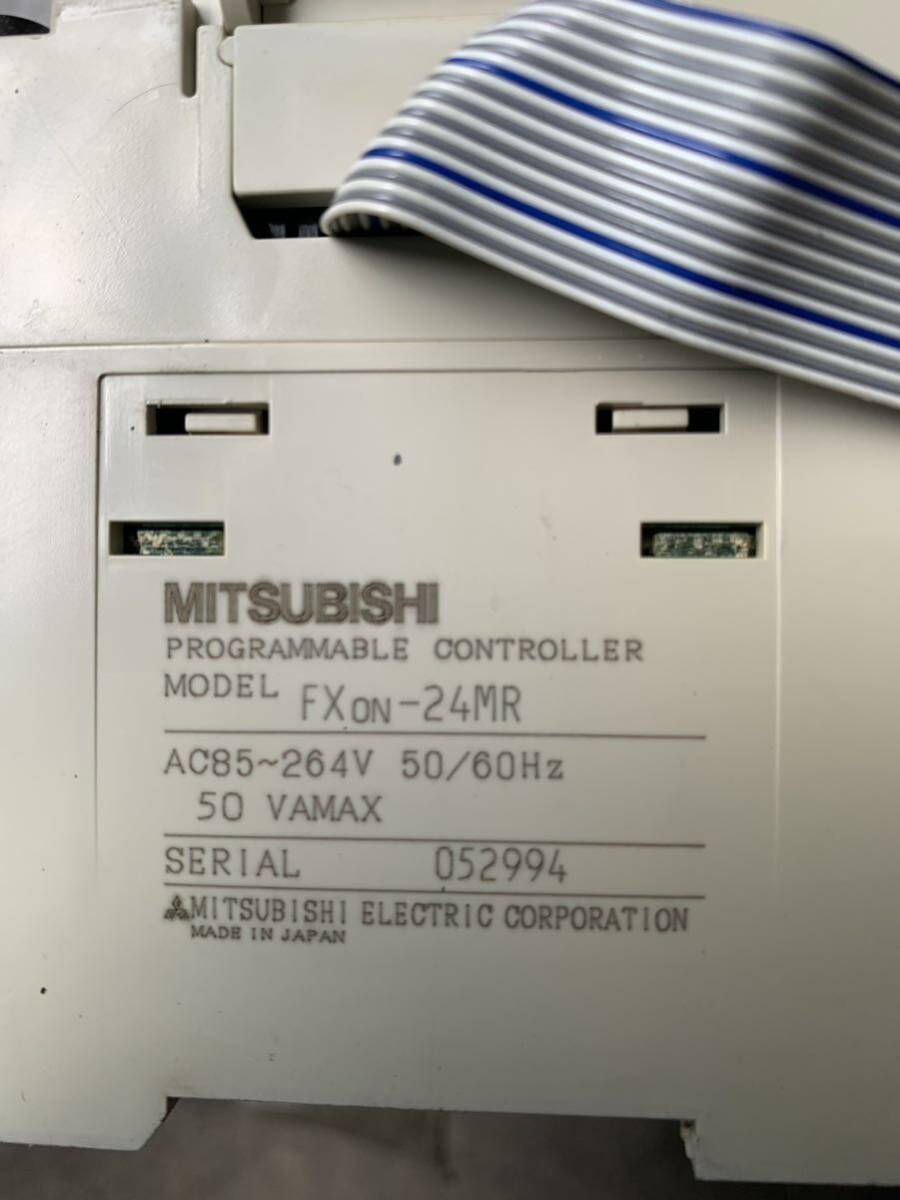 MITSUBISHI
PROGRAMMABLE CONTROLLER
MODEL FX0N-24MR
AC85~264V 50/60Hz
50 VAMAX
SERIAL 052994
MITSUBISHI ELECTRIC CORPORATION
MADE IN JAPAN